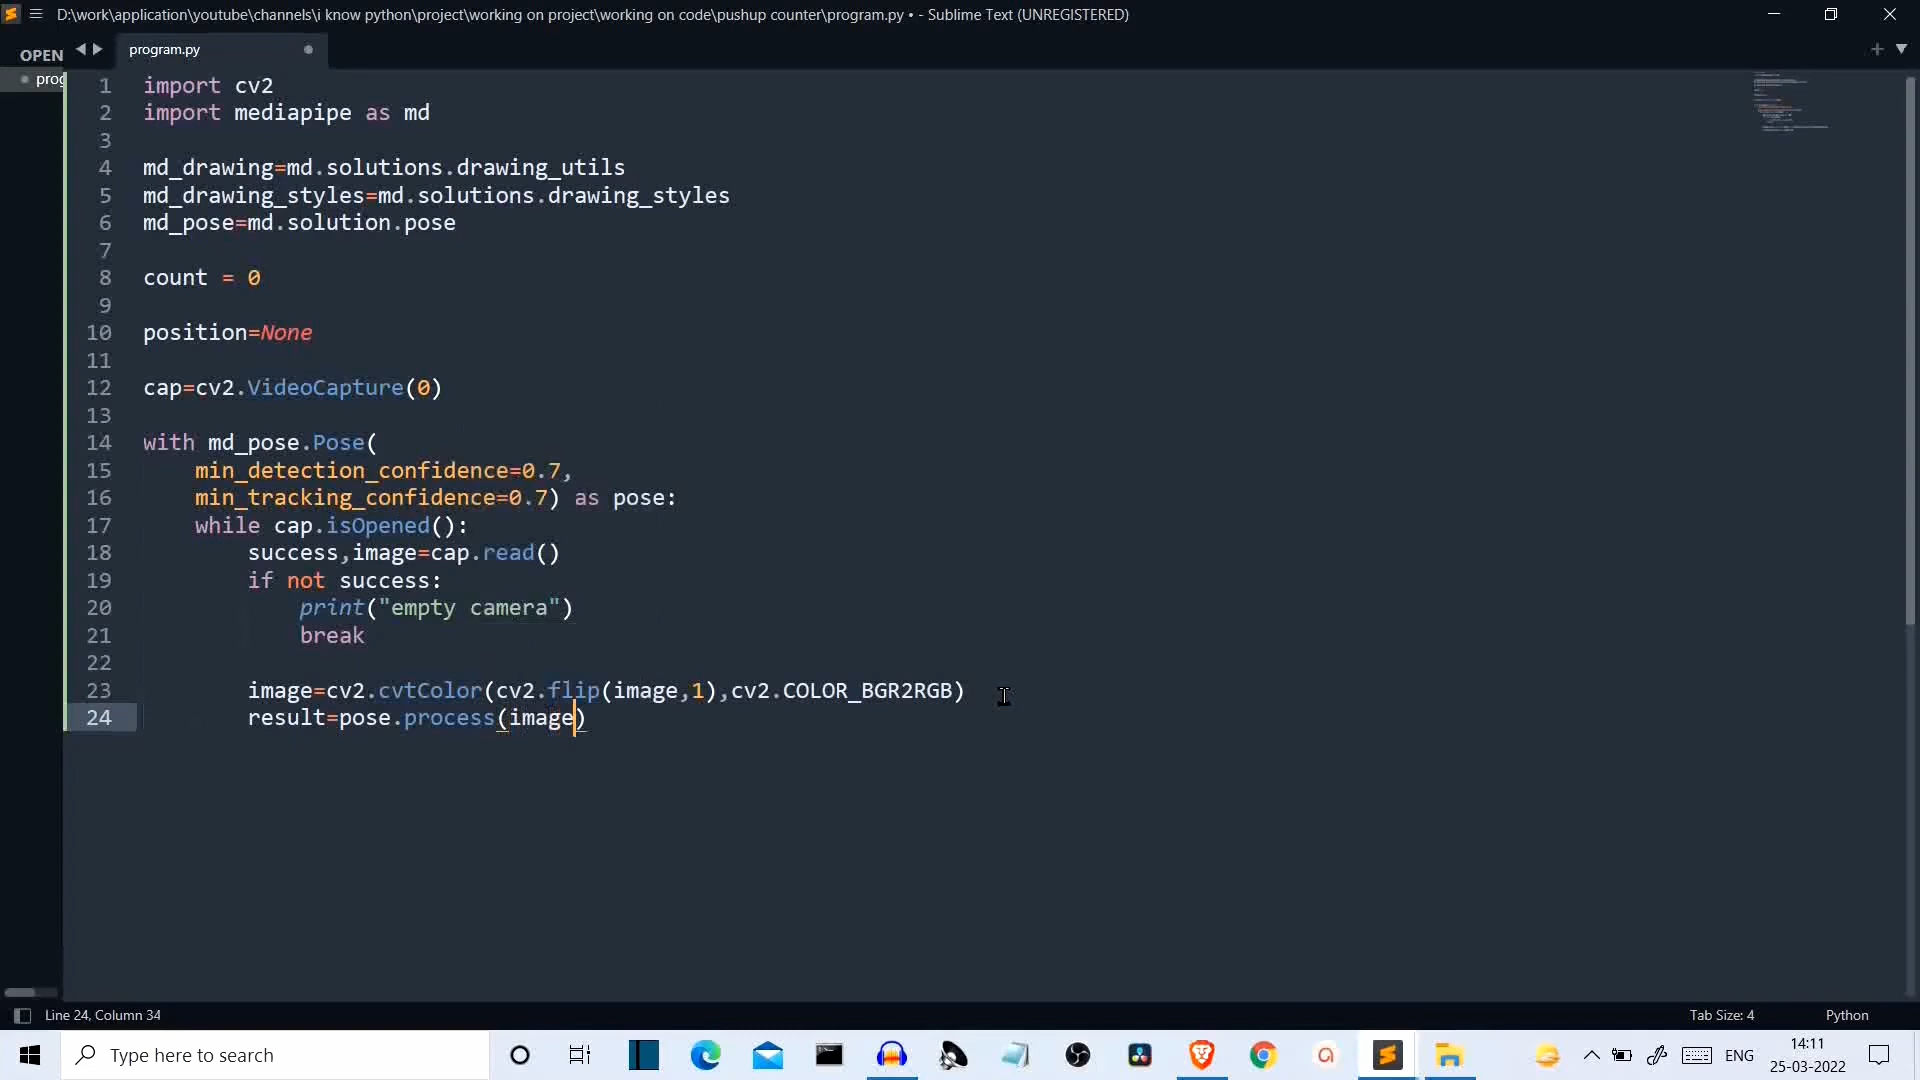 D:\work\application\youtube\channels\i know python\project\working on project\working on code\pushup counter\program.py • - Sublime Text (UNREGISTERED)
OPEN
program.py
prog
1 import cv2
2 import mediapipe as md
3
4 md_drawing=md.solutions.drawing_utils
5 md_drawing_styles=md.solutions.drawing_styles
6 md_pose=md.solution.pose
7
8 count = 0
9
10 position=None
11
12 cap=cv2.VideoCapture(0)
13
14 with md_pose.Pose(
15 min_detection_confidence=0.7,
16 min_tracking_confidence=0.7) as pose:
17 while cap.isOpened():
18 success,image=cap.read()
19 if not success:
20 print("empty camera")
21 break
22
23 image=cv2.cvtColor(cv2.flip(image,1),cv2.COLOR_BGR2RGB)
24 result=pose.process(image)
Line 24, Column 34
Tab Size: 4
Python
Type here to search
ENG
14:11
25-03-2022